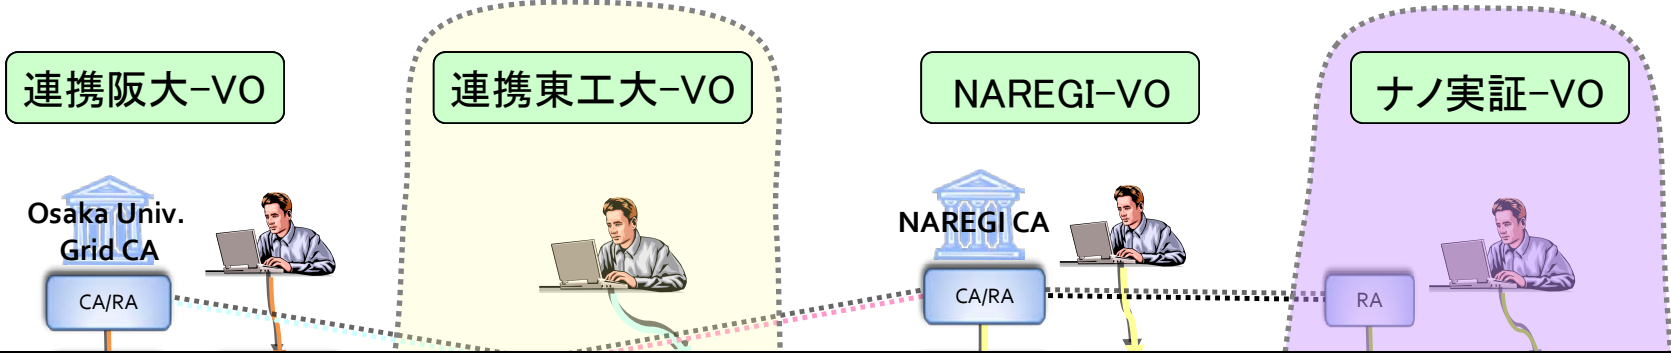 連携阪大-VO
連携東工大-VO
NAREGI-VO
ナノ実証-VO
Osaka Univ.
Grid CA
NAREGI CA
CA/RA
CA/RA
RA